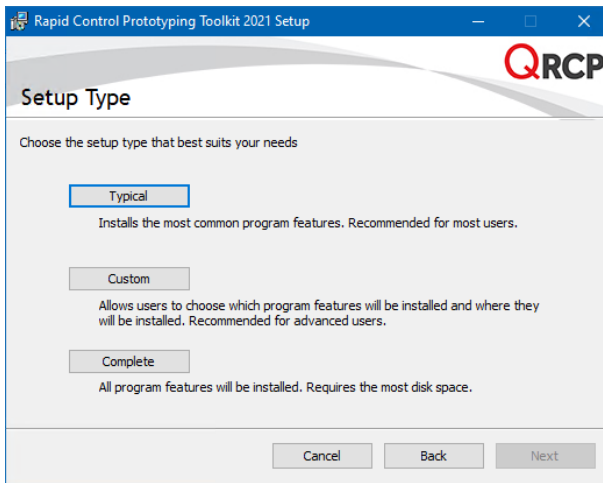 Rapid Control Prototyping Toolkit 2021 Setup
QRCP
Setup Type
Choose the setup type that best suits your needs
Typical
Installs the most common program features. Recommended for most users.
Custom
Allows users to choose which program features will be installed and where they
will be installed. Recommended for advanced users.
Complete
All program features will be installed. Requires the most disk space.
Cancel Back Next